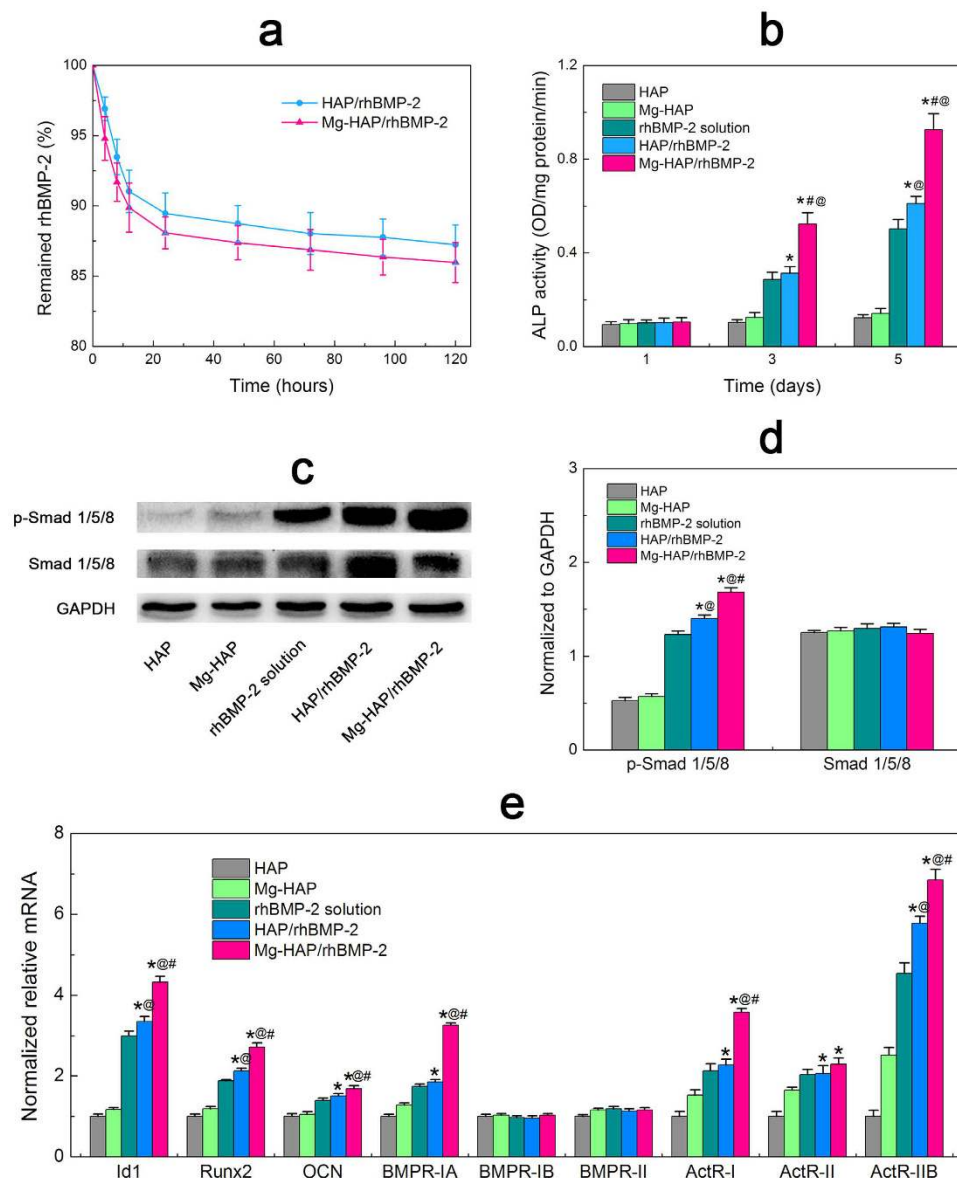 a
100
95
90
85
80
Remained rhBMP-2 (%)
HAP/rhBMP-2
Mg-HAP/rhBMP-2
0 20 40 60 80 100 120
Time (hours)
b
1.2
0.8
0.4
0.0
ALP activity (OD/mg protein/min)
HAP
Mg-HAP
rhBMP-2 solution
HAP/rhBMP-2
Mg-HAP/rhBMP-2
* *#@
*@ *#@
1 3 5
Time (days)
c
p-Smad 1/5/8
Smad 1/5/8
GAPDH
HAP
Mg-HAP
rhBMP-2 solution
HAP/rhBMP-2
Mg-HAP/rhBMP-2
d
3
2
1
0
Normalized to GAPDH
HAP
Mg-HAP
rhBMP-2 solution
HAP/rhBMP-2
Mg-HAP/rhBMP-2
*@ *@#
p-Smad 1/5/8 Smad 1/5/8
e
8
6
4
2
0
Normalized relative mRNA
HAP
Mg-HAP
rhBMP-2 solution
HAP/rhBMP-2
Mg-HAP/rhBMP-2
*@ *@#
*@ *@#
* *@#
* *@#
* *@#
* *
*@ *@#
Id1 Runx2 OCN BMPR-IA BMPR-IB BMPR-II ActR-I ActR-II ActR-IIB